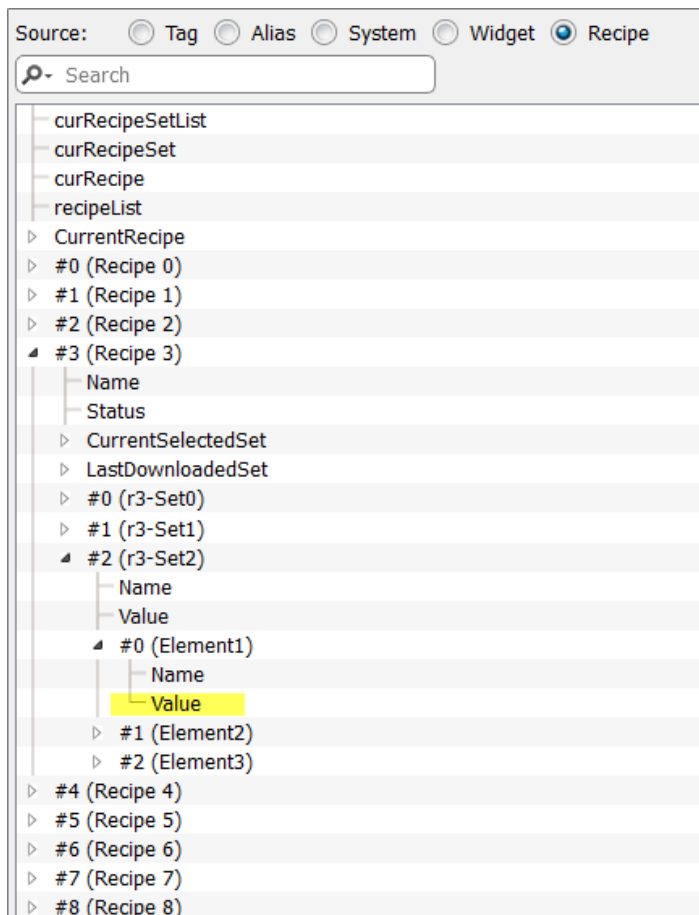 Source: Tag Alias System Widget Recipe
Search
curRecipeSetList
curRecipeSet
curRecipe
recipeList
CurrentRecipe
#0 (Recipe 0)
#1 (Recipe 1)
#2 (Recipe 2)
#3 (Recipe 3)
Name
Status
CurrentSelectedSet
LastDownloadedSet
#0 (r3-Set0)
#1 (r3-Set1)
#2 (r3-Set2)
Name
Value
#0 (Element1)
Name
Value
#1 (Element2)
#2 (Element3)
#4 (Recipe 4)
#5 (Recipe 5)
#6 (Recipe 6)
#7 (Recipe 7)
#8 (Recipe 8)